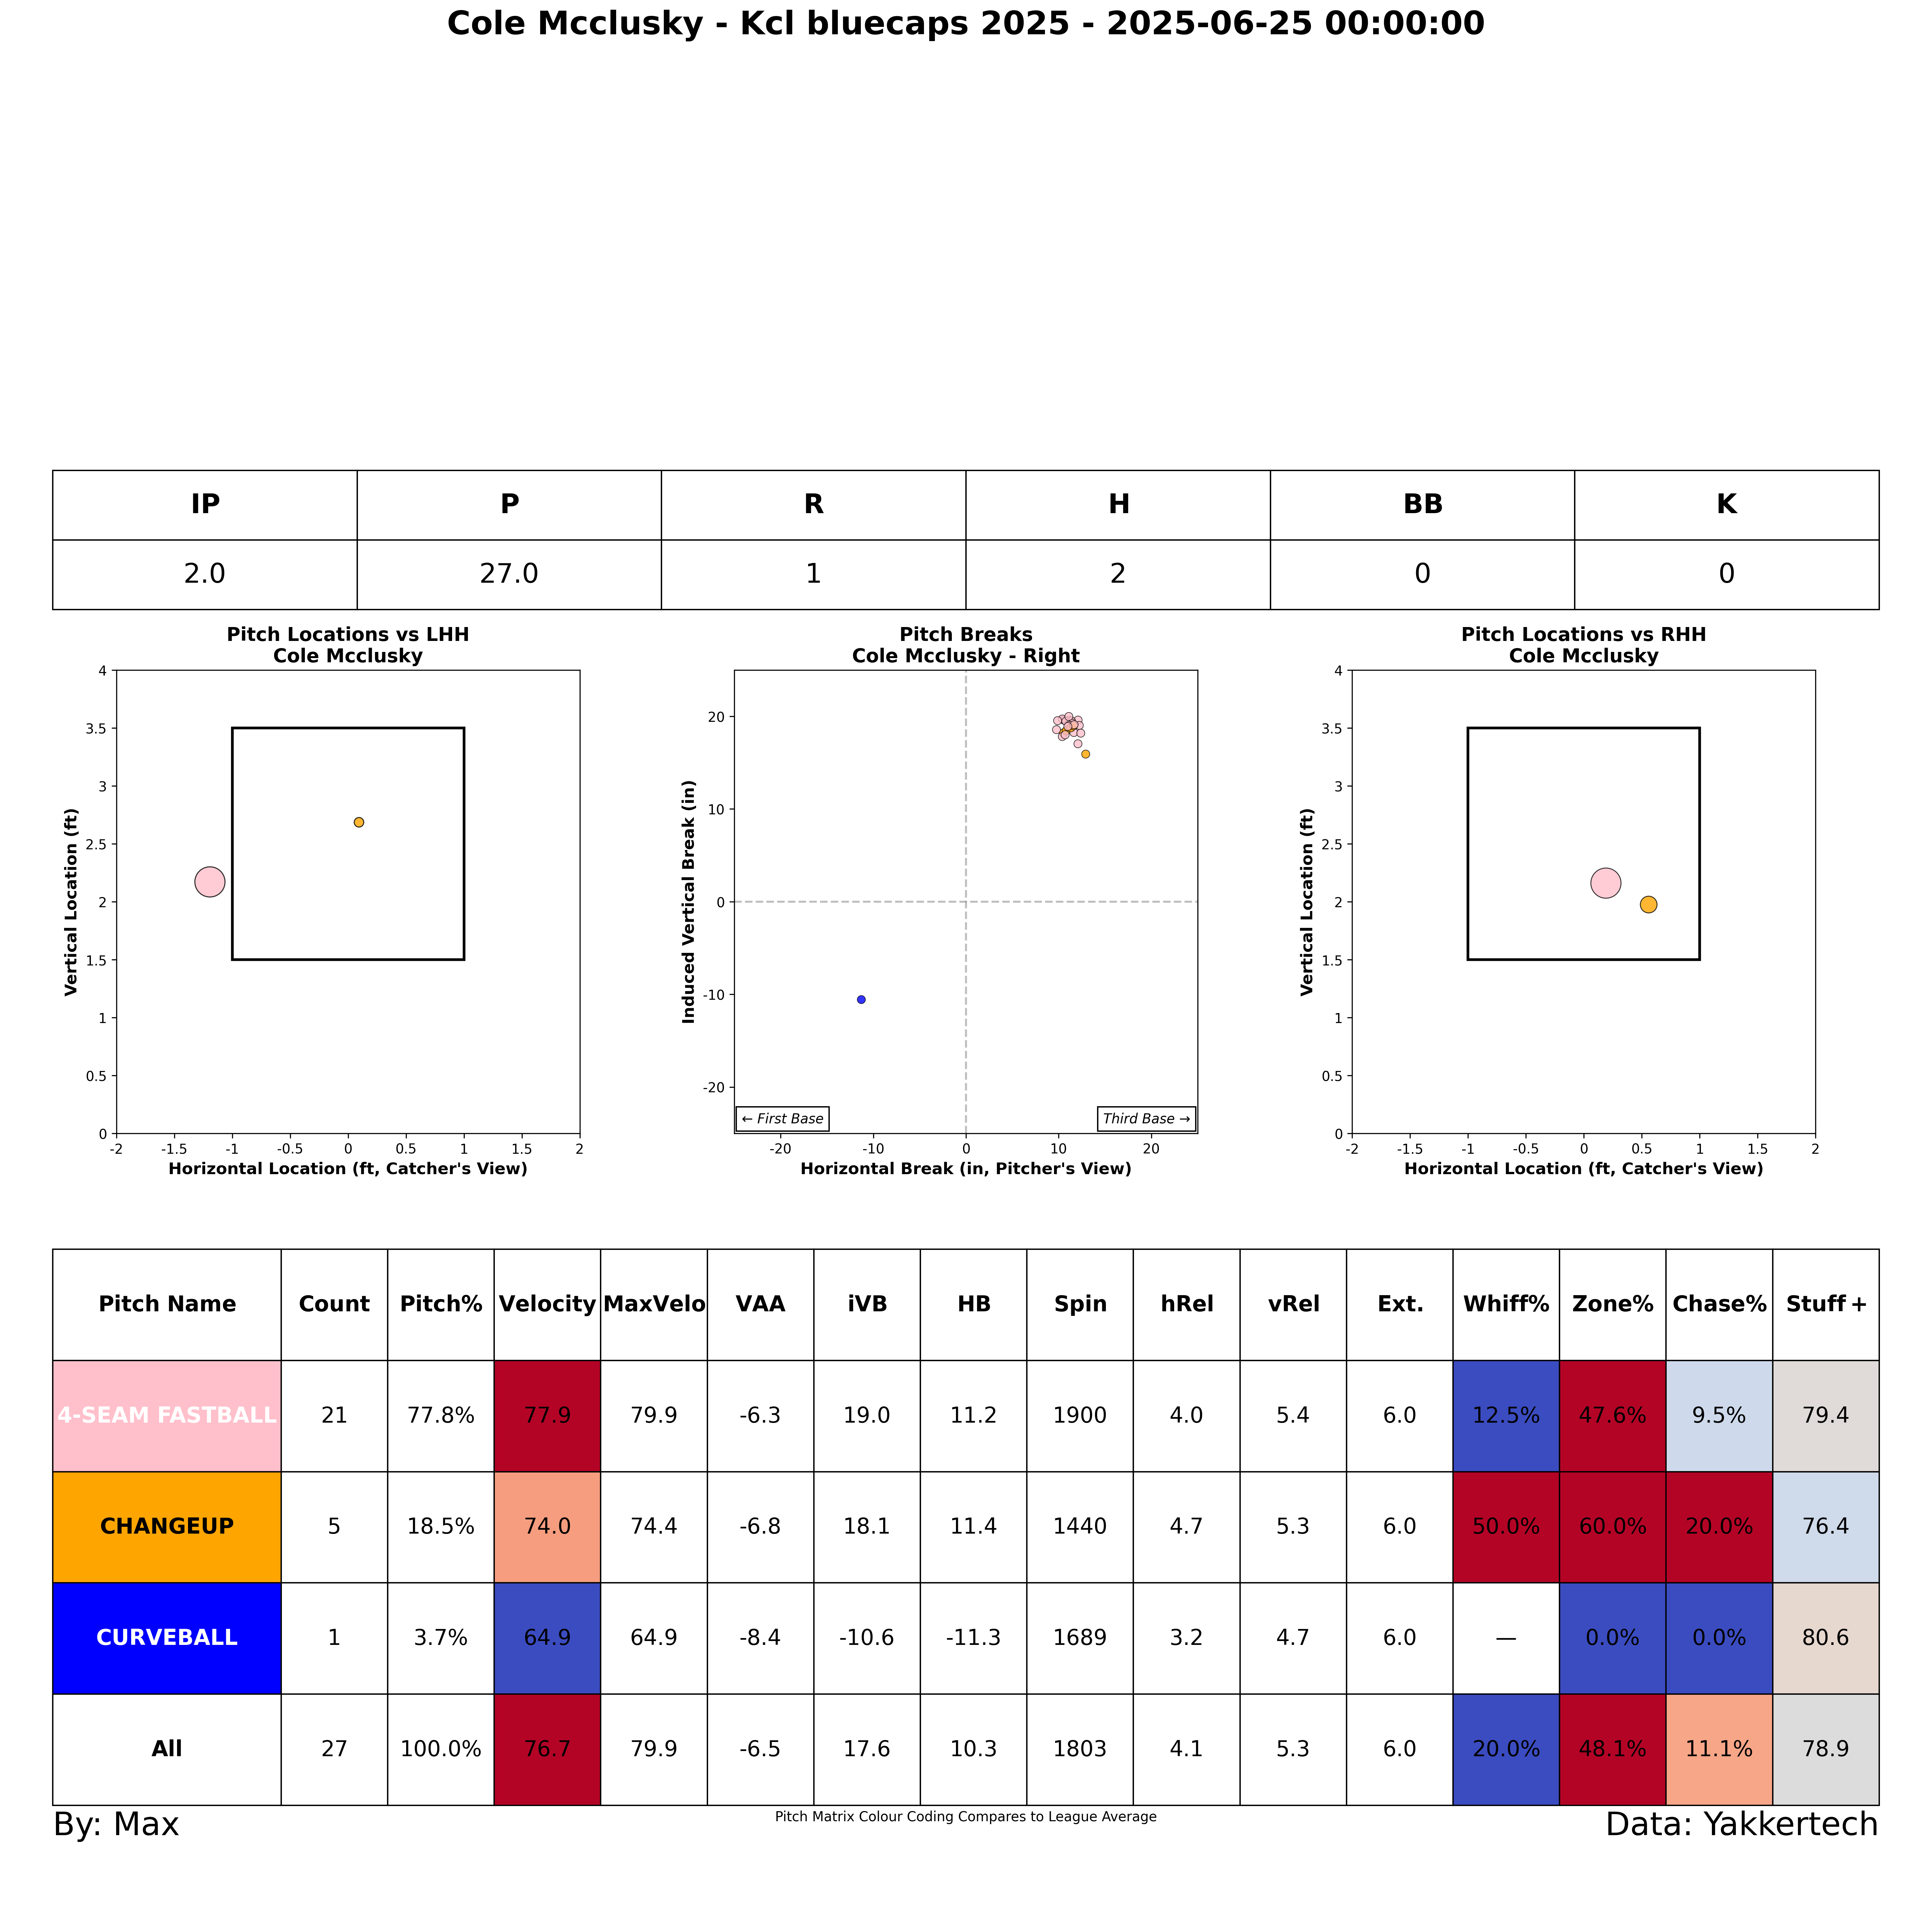 Cole Mcclusky - Kcl bluecaps 2025 - 2025-06-25 00:00:00
IP P R H BB K
2.0 27.0 1 2 0 0
Pitch Locations vs LHH
Cole Mcclusky
4
3.5
3
2.5
2
1.5
1
0.5
0
Vertical Location (ft)
-2 -1.5 -1 -0.5 0 0.5 1 1.5 2
Horizontal Location (ft, Catcher's View)
Pitch Breaks
Cole Mcclusky - Right
20
10
0
-10
-20
Induced Vertical Break (in)
← First Base
Third Base →
-20 -10 0 10 20
Horizontal Break (in, Pitcher's View)
Pitch Locations vs RHH
Cole Mcclusky
4
3.5
3
2.5
2
1.5
1
0.5
0
Vertical Location (ft)
-2 -1.5 -1 -0.5 0 0.5 1 1.5 2
Horizontal Location (ft, Catcher's View)
Pitch Name Count Pitch% Velocity MaxVelo VAA iVB HB Spin hRel vRel Ext. Whiff% Zone% Chase% Stuff+
4-SEAM FASTBALL 21 77.8% 77.9 79.9 -6.3 19.0 11.2 1900 4.0 5.4 6.0 12.5% 47.6% 9.5% 79.4
CHANGEUP 5 18.5% 74.0 74.4 -6.8 18.1 11.4 1440 4.7 5.3 6.0 50.0% 60.0% 20.0% 76.4
CURVEBALL 1 3.7% 64.9 64.9 -8.4 -10.6 -11.3 1689 3.2 4.7 6.0 — 0.0% 0.0% 80.6
All 27 100.0% 76.7 79.9 -6.5 17.6 10.3 1803 4.1 5.3 6.0 20.0% 48.1% 11.1% 78.9
By: Max
Pitch Matrix Colour Coding Compares to League Average
Data: Yakkertech